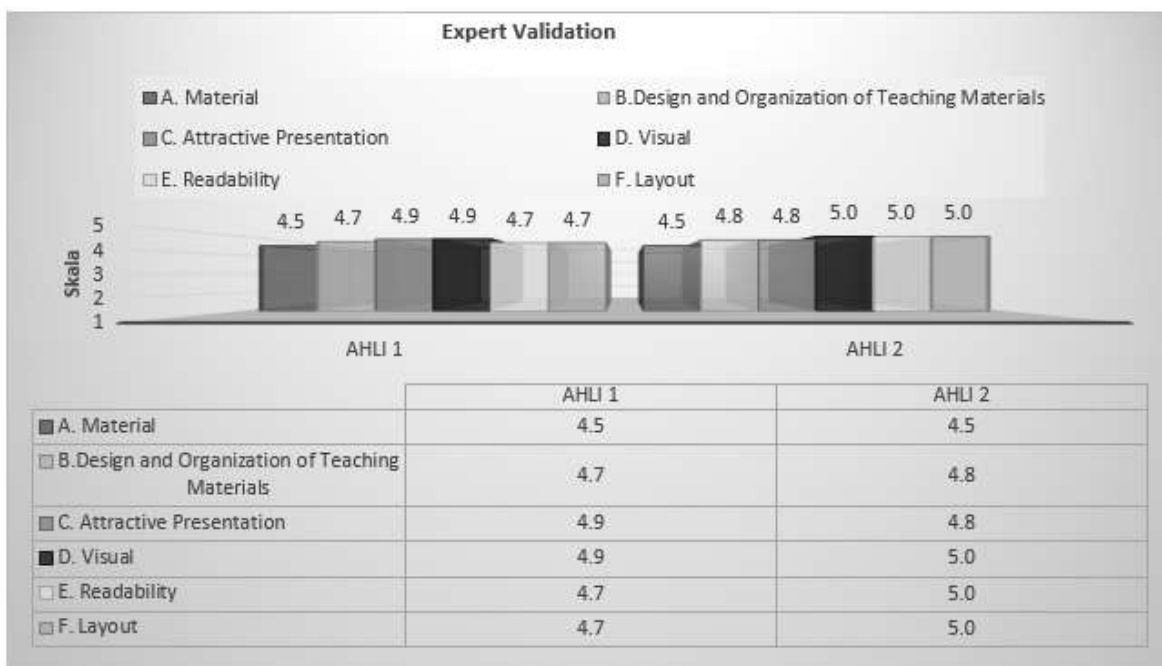 Expert Validation
A. Material
B.Design and Organization of Teaching Materials
C. Attractive Presentation
D. Visual
E. Readability
F. Layout
4.5 4.7 4.9 4.9 4.7 4.7 4.5 4.8 4.8 5.0 5.0 5.0
5
4
3
2
1
Skala
AHLI 1 AHLI 2
AHLI 1 AHLI 2
A. Material 4.5 4.5
B.Design and Organization of Teaching
Materials 4.7 4.8
C. Attractive Presentation 4.9 4.8
D. Visual 4.9 5.0
E. Readability 4.7 5.0
F. Layout 4.7 5.0